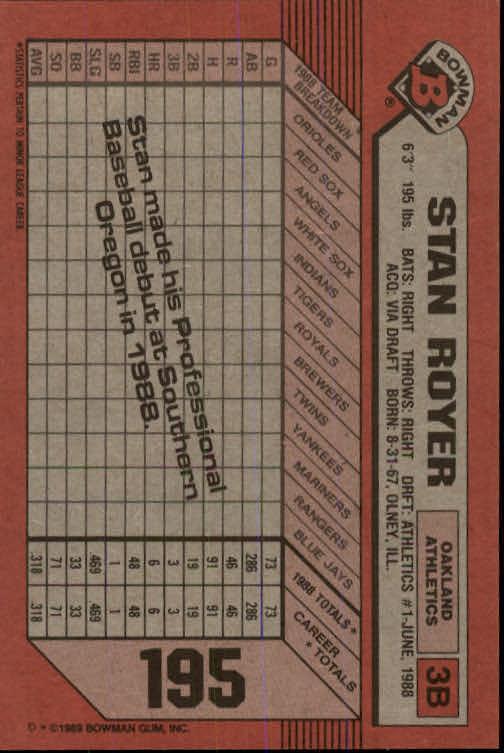 BOWMAN
B
®
STAN ROYER
OAKLAND
ATHLETICS
3B
6'3" 195 lbs. BATS: RIGHT THROWS: RIGHT DRFT: ATHLETICS #1-JUNE, 1988
ACQ: VIA DRAFT BORN: 8-31-67, OLNEY, ILL.
1988 TEAM
BREAKDOWN
ORIOLES
RED SOX
ANGELS
WHITE SOX
INDIANS
TIGERS
ROYALS
BREWERS
TWINS
YANKEES
MARINERS
RANGERS
BLUE JAYS
1988 TOTALS*
CAREER
* TOTALS
G 73 73
AB 286 286
R 46 46
H 91 91
2B 19 19
3B 3 3
HR 6 6
RBI 48 48
SB 1 1
SLG .469 .469
BB 33 33
SO 71 71
AVG .318 .318
Stan made his Professional
Baseball debut at Southern
Oregon in 1988.
195
*STATISTICS PERTAIN TO MINOR LEAGUE CAREER
D * ©1989 BOWMAN GUM, INC.